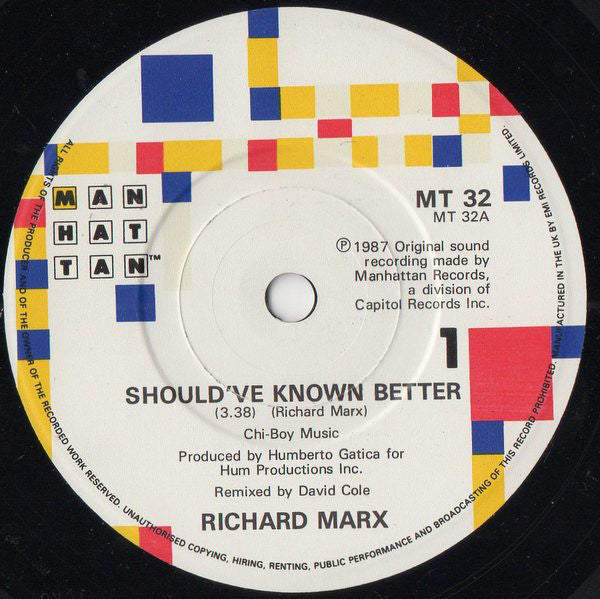 MAN
HAT
TAN™
MT 32
MT 32A
Ⓟ1987 Original sound
recording made by
Manhattan Records,
a division of
Capitol Records Inc.
1
SHOULD'VE KNOWN BETTER
(3.38) (Richard Marx)
Chi-Boy Music
Produced by Humberto Gatica for
Hum Productions Inc.
Remixed by David Cole
RICHARD MARX
ALL RIGHTS OF THE PRODUCER AND OF THE OWNER OF THE RECORDED WORK RESERVED. UNAUTHORISED COPYING, HIRING, RENTING, PUBLIC PERFORMANCE AND BROADCASTING OF THIS RECORD PROHIBITED. MANUFACTURED IN THE UK BY EMI RECORDS LIMITED.